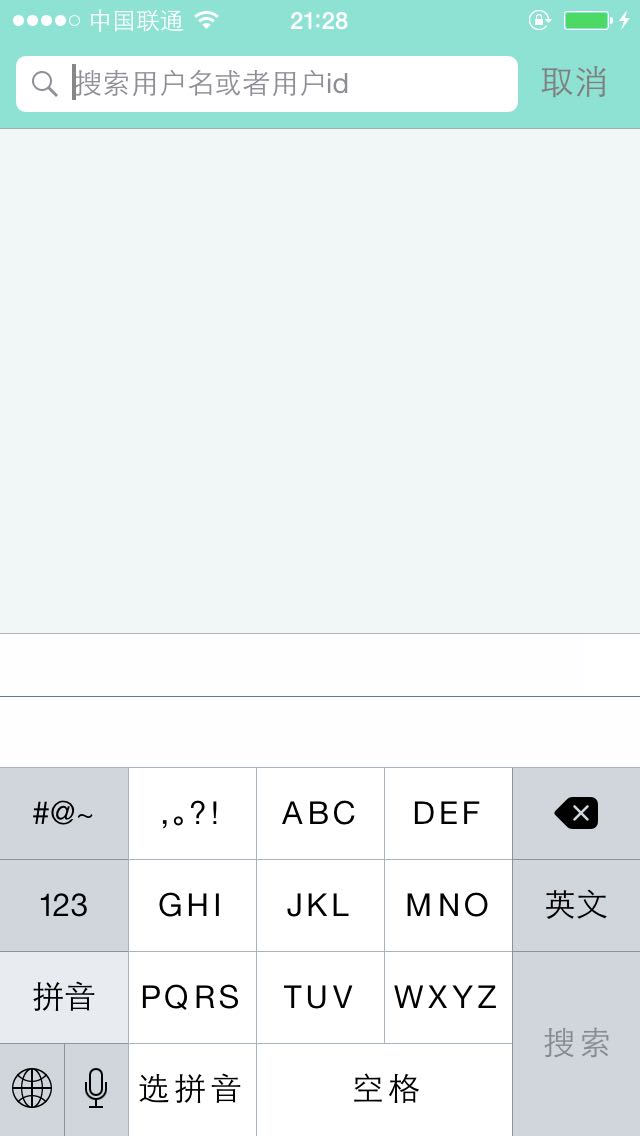 中国联通 21:28
搜索用户名或者用户id 取消
#@~ ,。?! ABC DEF
123 GHI JKL MNO 英文
拼音 PQRS TUV WXYZ
搜索
选拼音 空格